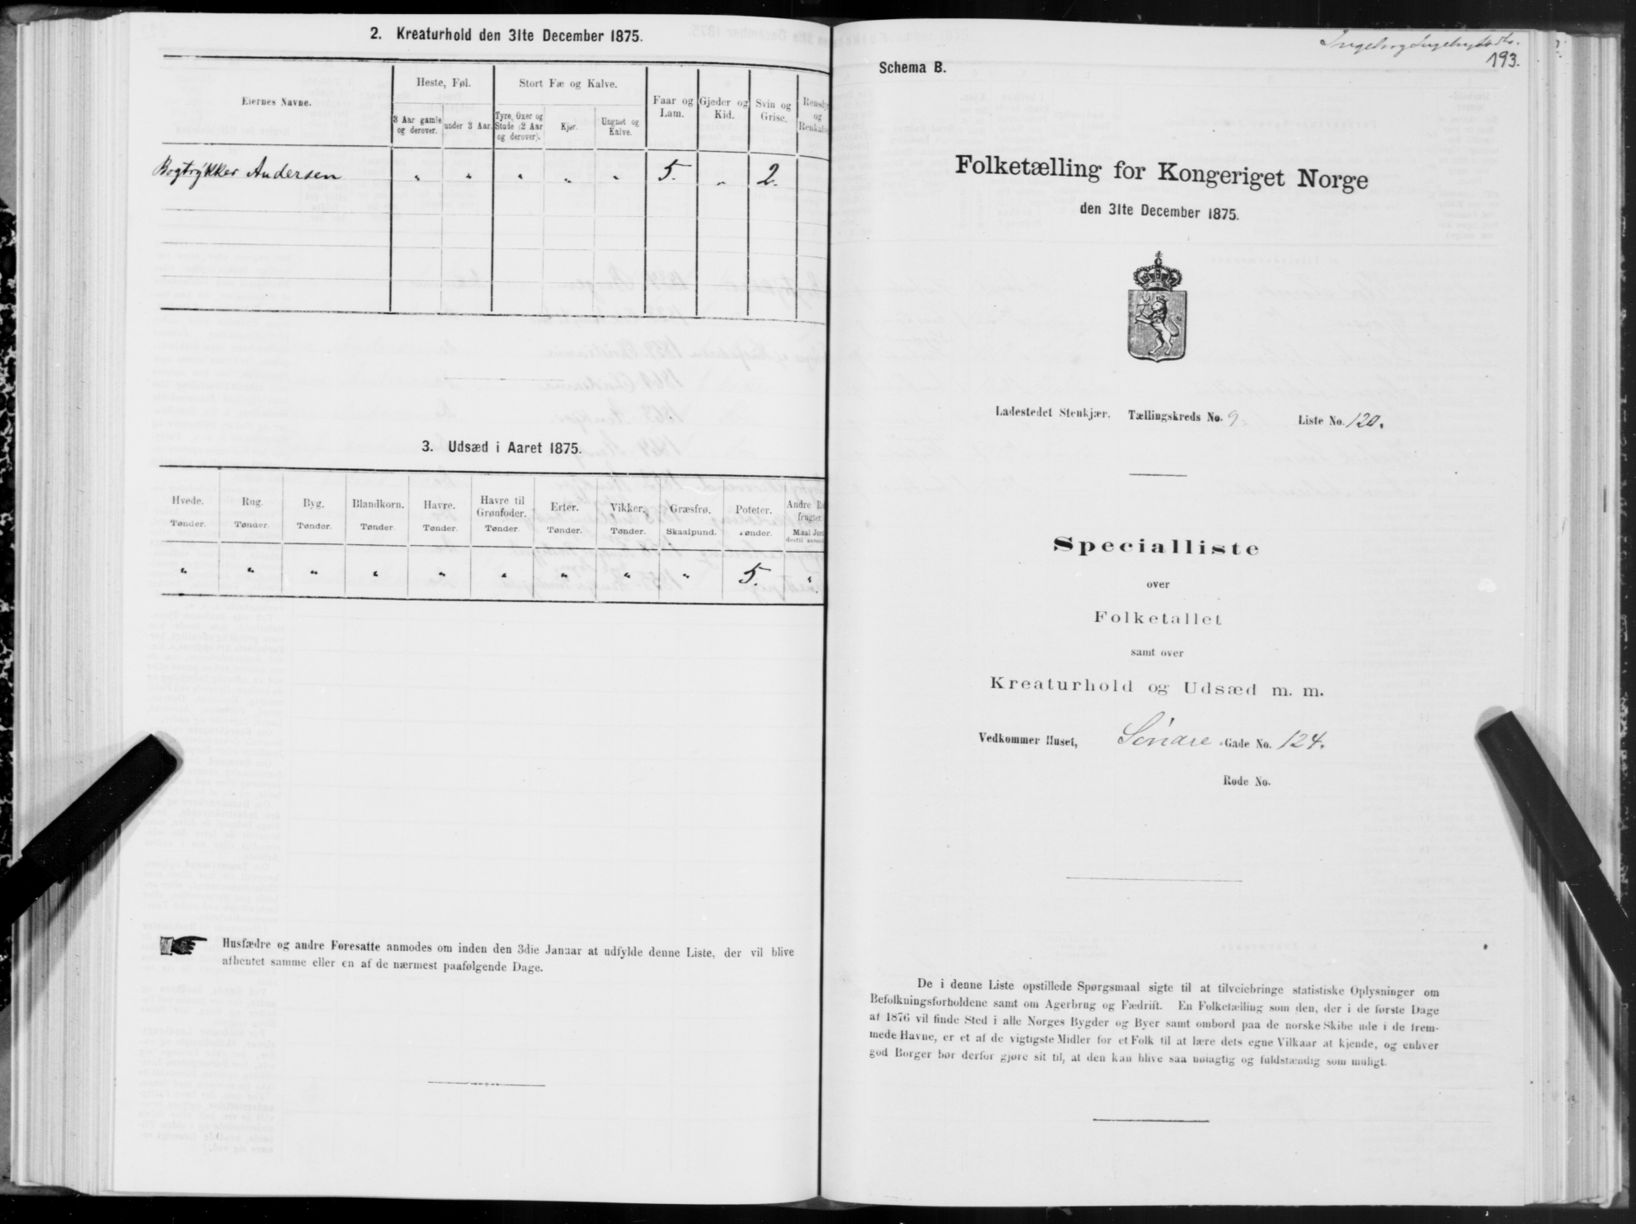 2. Kreaturhold den 31te December 1875.
Eiernes Navne.
Heste, Føl.
Stort Fæ og Kalve.
Faar og Lam.
Gjeder og Kid.
Svin og Grise.
og
3 Aar gamle og derover.
under 3 Aar.
Tyre, Oxer og Stude (2 Aar og derover).
Kjør.
Ungnøt og Kalve.
Bogtrykker Andersen " " " " " 5. " 2.
3. Udsæd i Aaret 1875.
Hvede. Rug. Byg. Blandkorn. Havre. Havre til Grønfoder. Erter. Vikker. Græsfrø. Poteter. Andre
Tønder. Tønder. Tønder. Tønder Tønder. Tønder. Tønder. Tønder. Skaalpund. Tønder. Maal
" " " " " " " " " 5. "
Husfædre og andre Foresatte anmodes om inden den 3die Januar at udfylde denne Liste, der vil blive
afhentet samme eller en af de nærmest paafølgende Dage.
193.
Schema B.
Folketælling for Kongeriget Norge
den 31te December 1875.
Ladestedet Stenkjær. Tællingskreds No. 9 Liste No. 120.
Specialliste
over
Folketallet
samt over
Kreaturhold og Udsæd m. m.
Vedkommer Huset, Søndre Gade No. 124.
Rode No.
De i denne Liste opstillede Spørgsmaal sigte til at tilveiebringe statistiske Oplysninger om
Befolkningsforholdene samt om Agerbrug og Fædrift. En Folketælling som den, der i de første Dage
af 1876 vil finde Sted i alle Norges Bygder og Byer samt ombord paa de norske Skibe ude i de frem-
mede Havne, er et af de vigtigste Midler for et Folk til at lære dets egne Vilkaar at kjende, og enhver
god Borger bør derfor gjøre sit til, at den kan blive saa nøiagtig og fuldstændig som muligt.